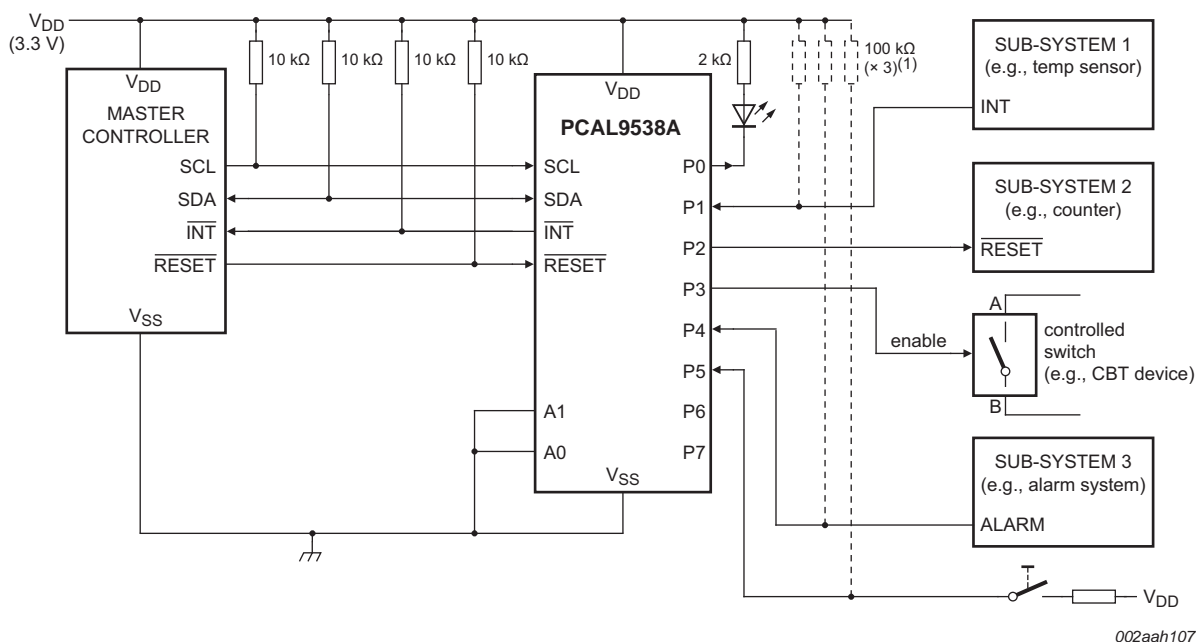 VDD
(3.3 V)
10 kΩ
10 kΩ
10 kΩ
10 kΩ
2 kΩ
100 kΩ
(× 3)(1)
VDD
MASTER
CONTROLLER
SCL
SDA
INT
RESET
VSS
VDD
PCAL9538A
SCL
SDA
INT
RESET
A1
A0
VSS
P0
P1
P2
P3
P4
P5
P6
P7
SUB-SYSTEM 1
(e.g., temp sensor)
INT
SUB-SYSTEM 2
(e.g., counter)
RESET
enable
A
B
controlled
switch
(e.g., CBT device)
SUB-SYSTEM 3
(e.g., alarm system)
ALARM
VDD
002aah107